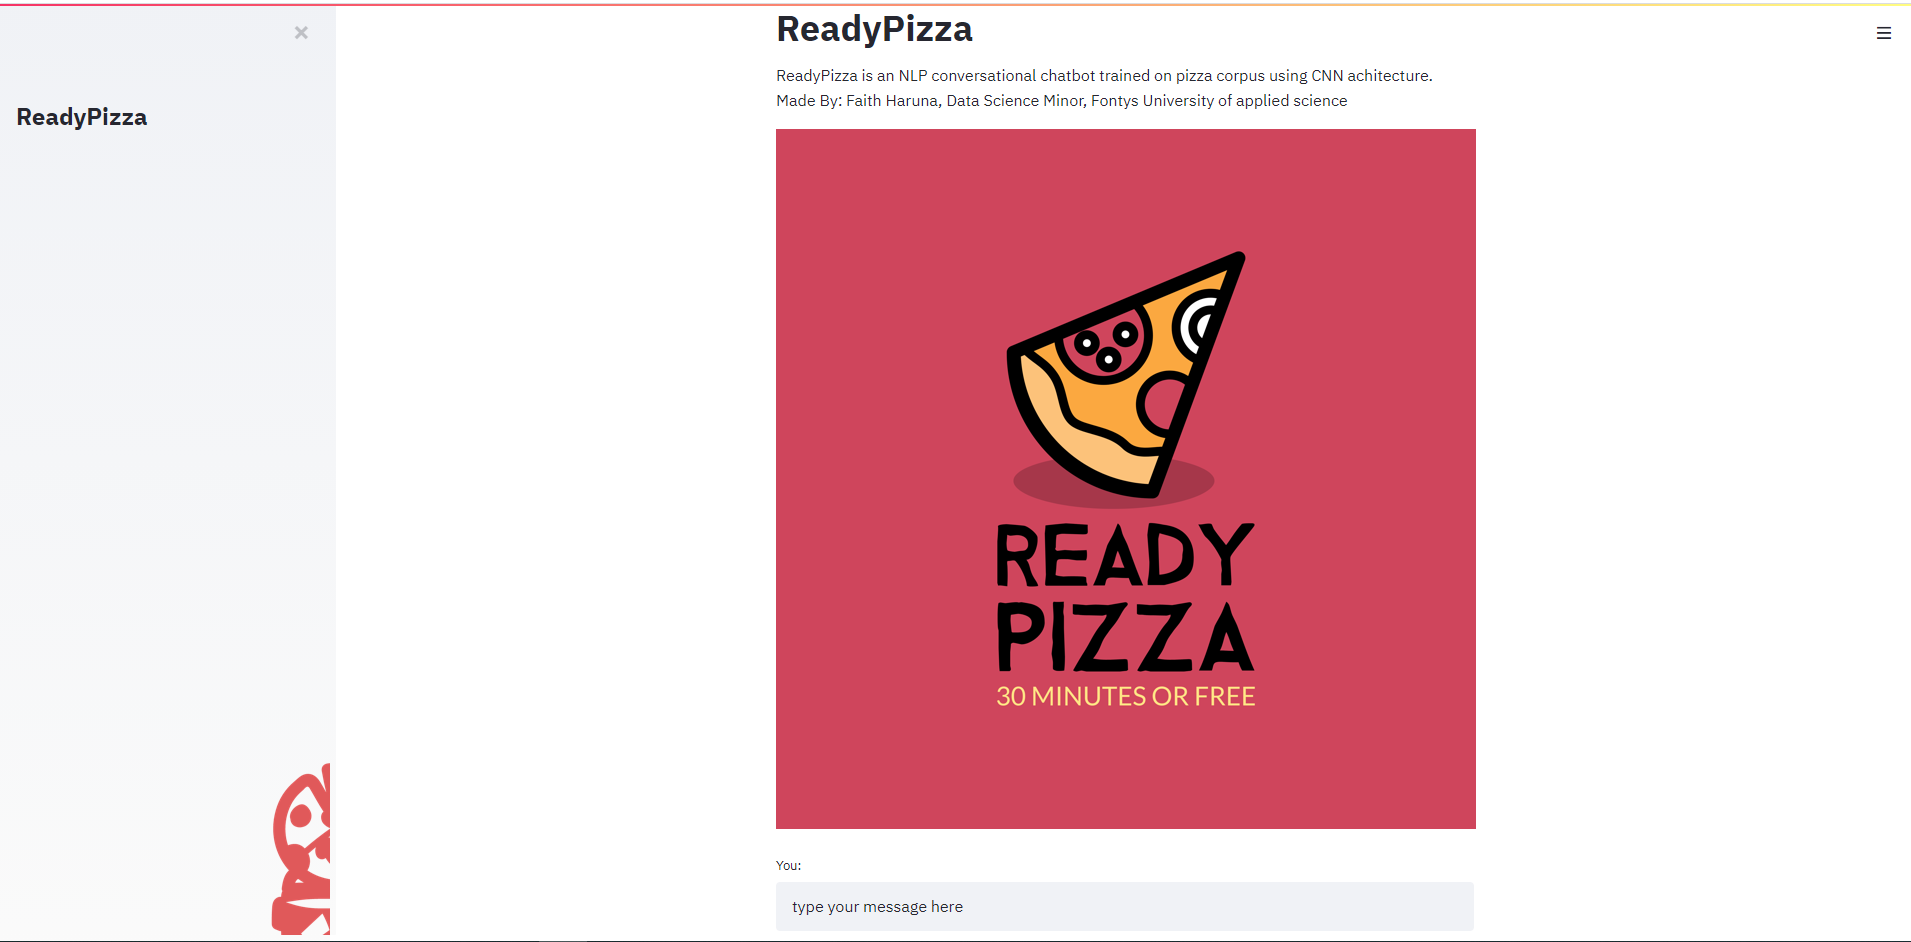 ReadyPizza
ReadyPizza
ReadyPizza is an NLP conversational chatbot trained on pizza corpus using CNN achitecture.
Made By: Faith Haruna, Data Science Minor, Fontys University of applied science
READY
PIZZA
30 MINUTES OR FREE
You:
type your message here